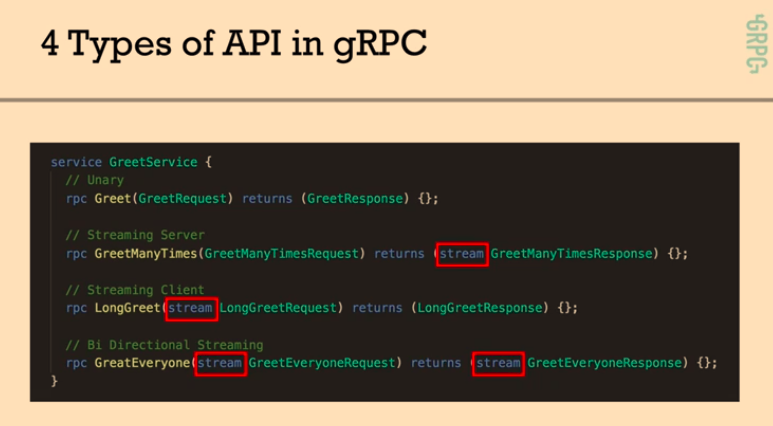 4 Types of API in gRPC
GRPC
service GreetService {
// Unary
rpc Greet(GreetRequest) returns (GreetResponse) {};
// Streaming Server
rpc GreetManyTimes(GreetManyTimesRequest) returns (stream GreetManyTimesResponse) {};
// Streaming Client
rpc LongGreet(stream LongGreetRequest) returns (LongGreetResponse) {};
// Bi Directional Streaming
rpc GreatEveryone(stream GreetEveryoneRequest) returns (stream GreetEveryoneResponse) {};
}